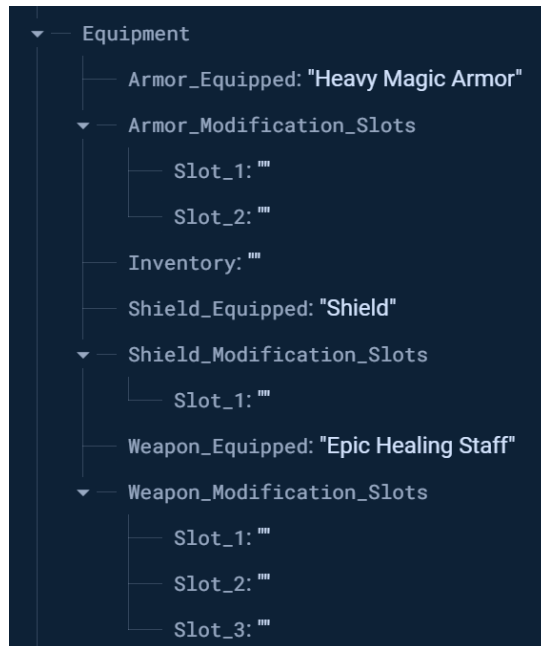 Equipment
Armor_Equipped: "Heavy Magic Armor"
Armor_Modification_Slots
Slot_1: ""
Slot_2: ""
Inventory: ""
Shield_Equipped: "Shield"
Shield_Modification_Slots
Slot_1: ""
Weapon_Equipped: "Epic Healing Staff"
Weapon_Modification_Slots
Slot_1: ""
Slot_2: ""
Slot_3: ""